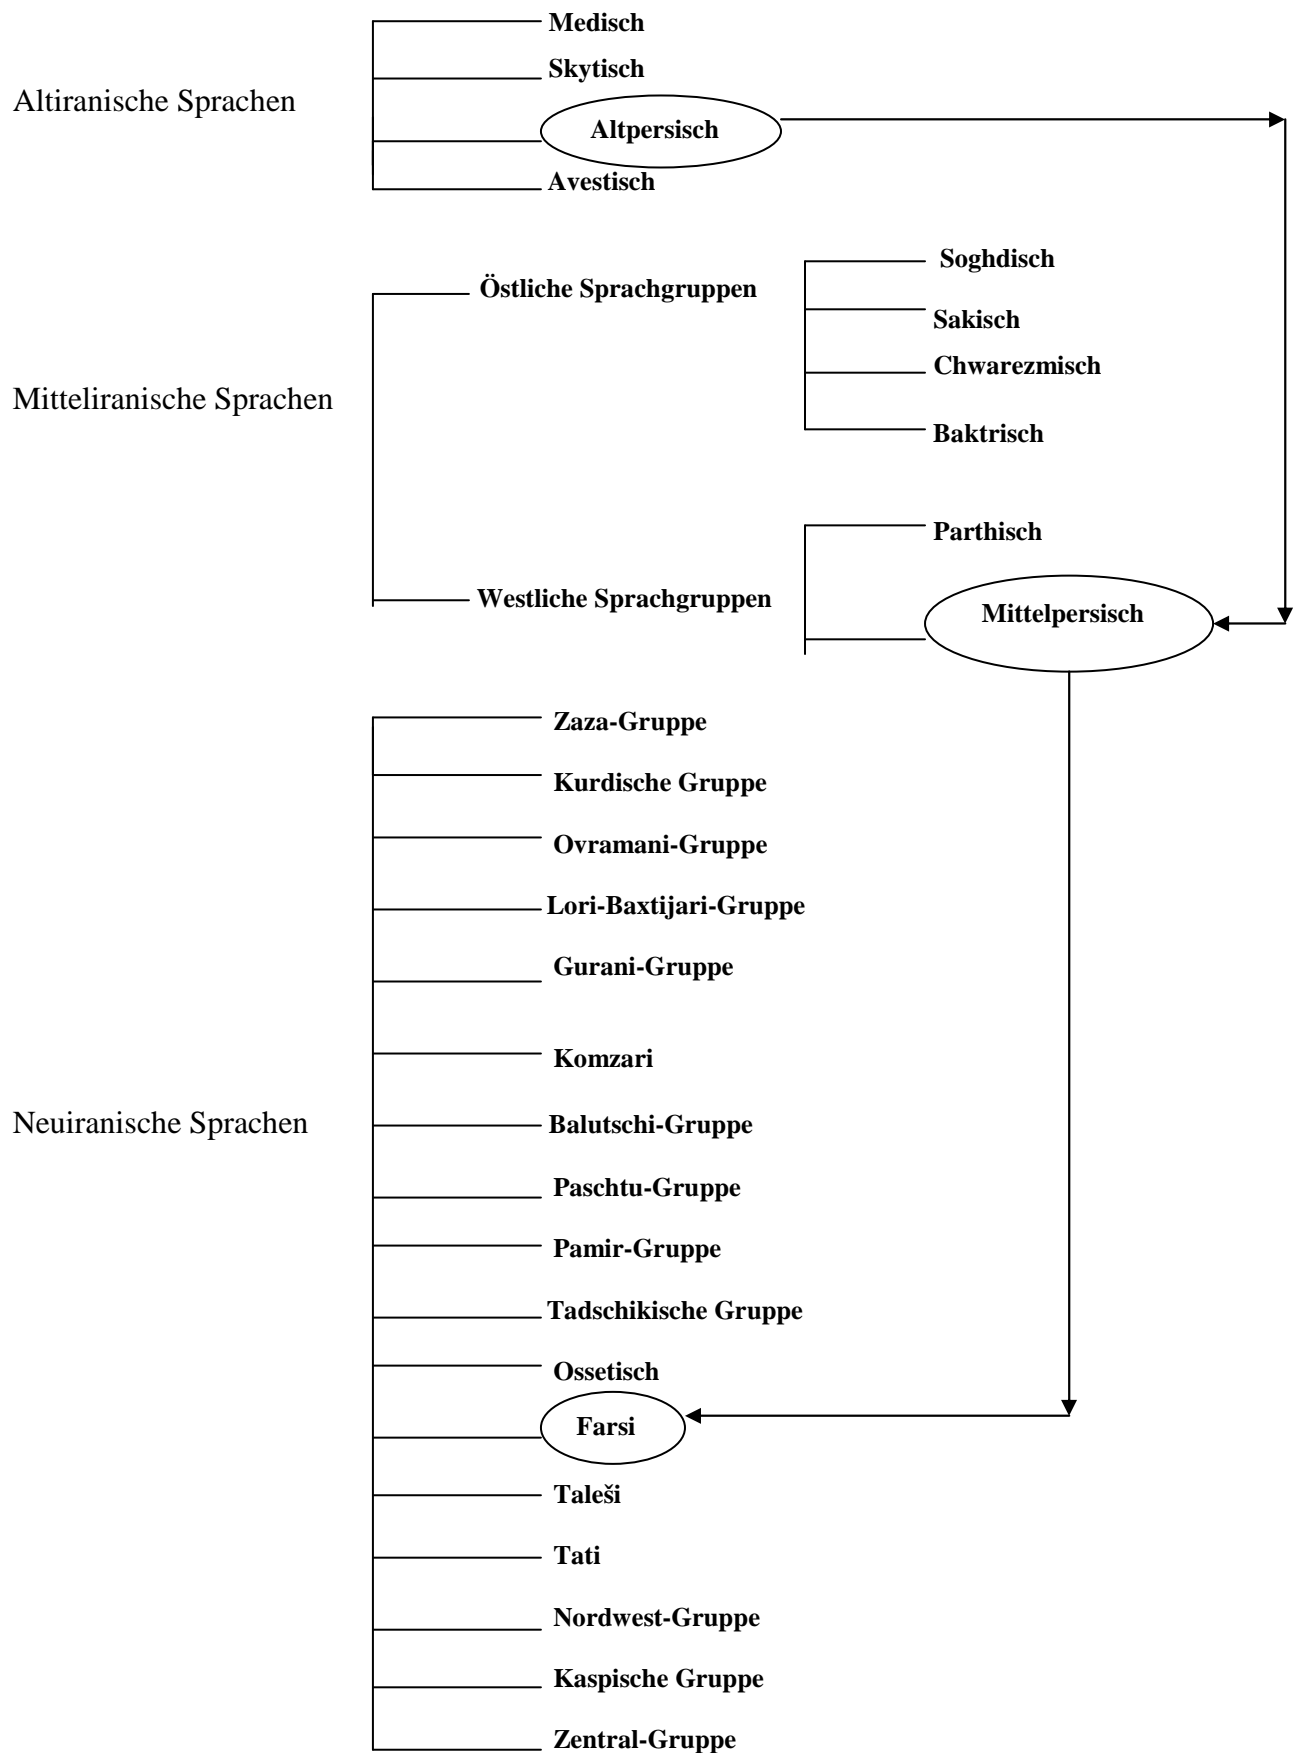 Medisch
Skytisch
Altiranische Sprachen
Altpersisch
Avestisch
Soghdisch
Östliche Sprachgruppen
Sakisch
Chwarezmisch
Mitteliranische Sprachen
Baktrisch
Parthisch
Westliche Sprachgruppen
Mittelpersisch
Zaza-Gruppe
Kurdische Gruppe
Ovramani-Gruppe
Lori-Baxtijari-Gruppe
Gurani-Gruppe
Komzari
Neuiranische Sprachen
Balutschi-Gruppe
Paschtu-Gruppe
Pamir-Gruppe
Tadschikische Gruppe
Ossetisch
Farsi
Taleši
Tati
Nordwest-Gruppe
Kaspische Gruppe
Zentral-Gruppe